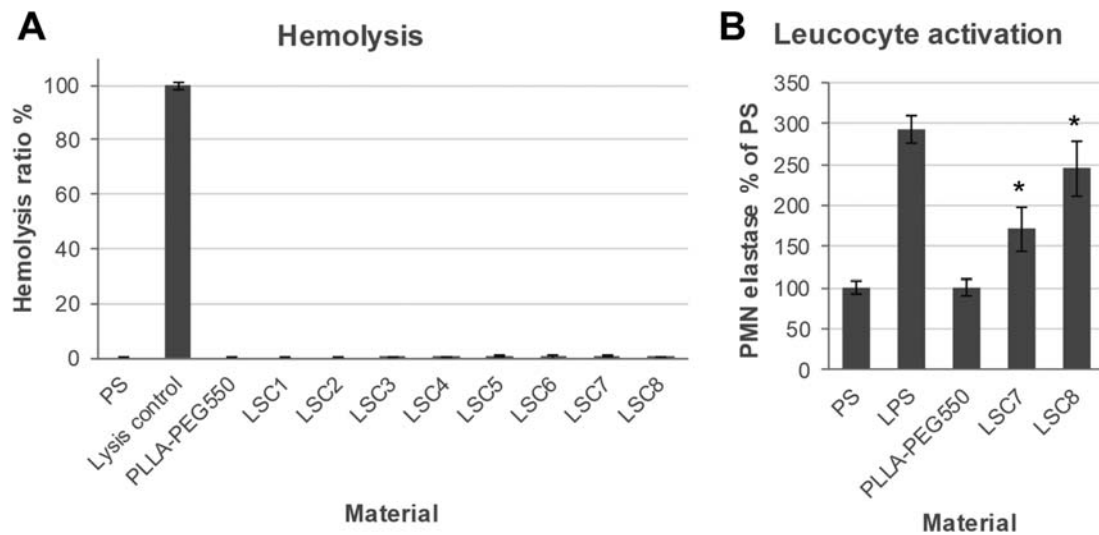 A
Hemolysis
Hemolysis ratio %
100
80
60
40
20
0
PS
Lysis control
PLLA-PEG550
LSC1
LSC2
LSC3
LSC4
LSC5
LSC6
LSC7
LSC8
Material
B
Leucocyte activation
PMN elastase % of PS
350
300
250
200
150
100
50
0
*
*
PS
LPS
PLLA-PEG550
LSC7
LSC8
Material